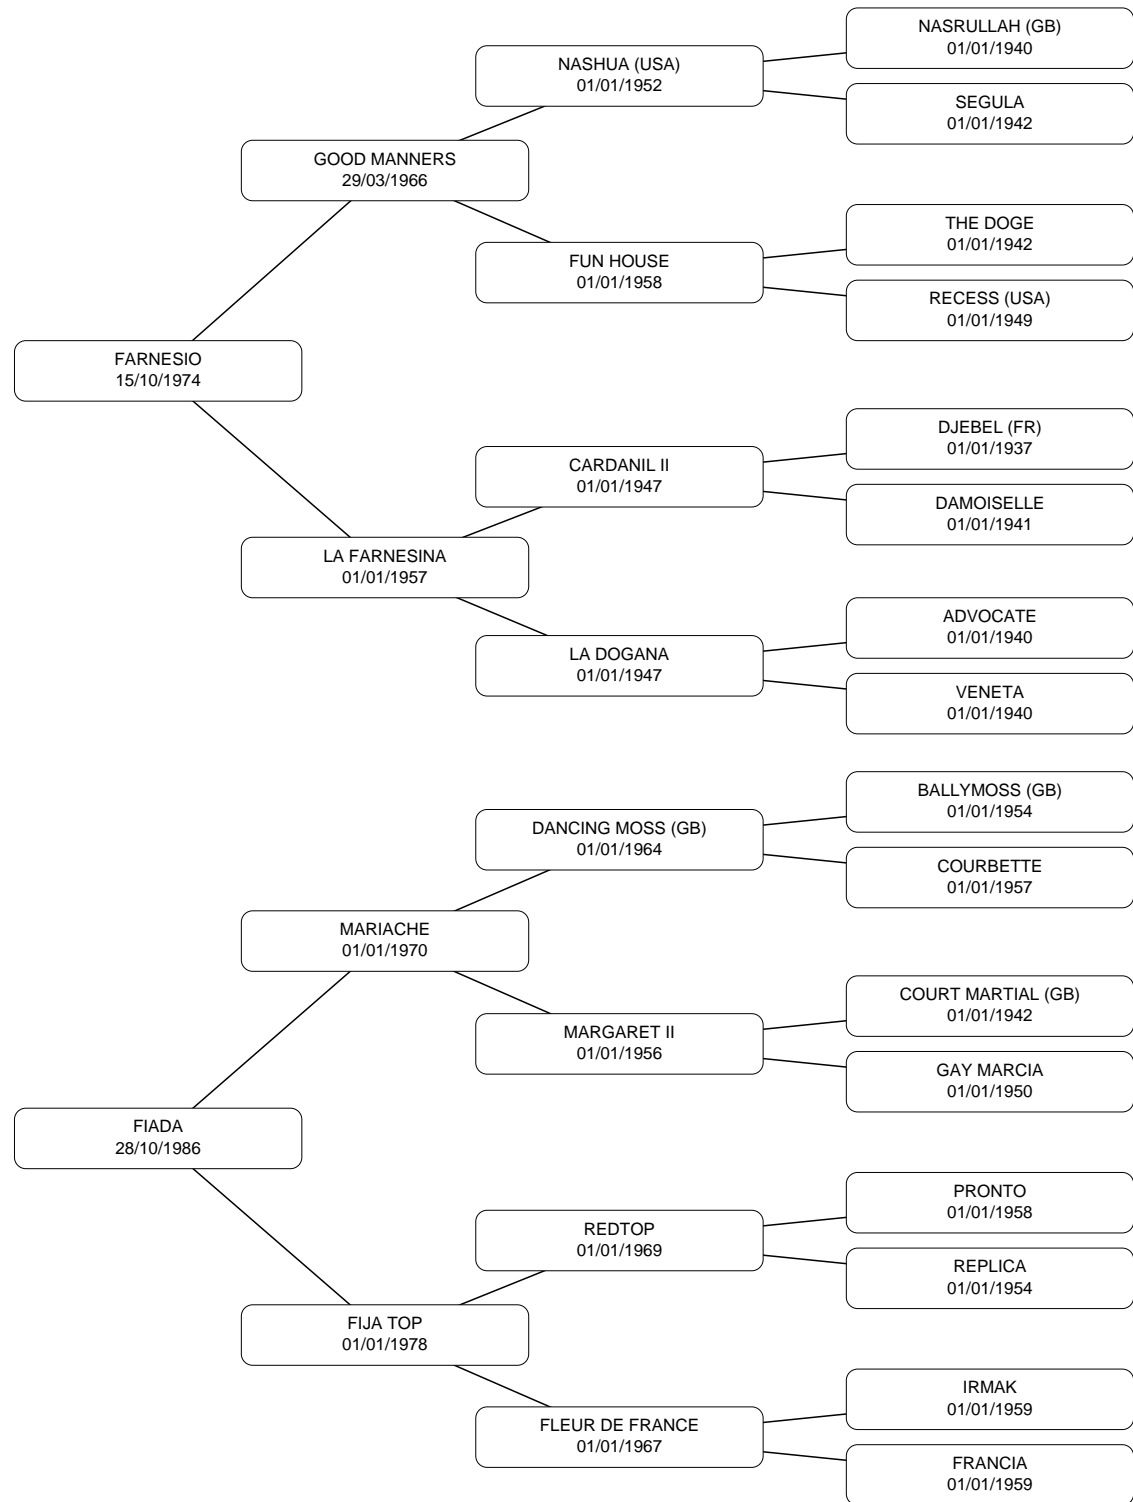 NASRULLAH (GB)
01/01/1940
NASHUA (USA)
01/01/1952
SEGULA
01/01/1942
GOOD MANNERS
29/03/1966
THE DOGE
01/01/1942
FUN HOUSE
01/01/1958
RECESS (USA)
01/01/1949
FARNESIO
15/10/1974
DJEBEL (FR)
01/01/1937
CARDANIL II
01/01/1947
DAMOISELLE
01/01/1941
LA FARNESINA
01/01/1957
ADVOCATE
01/01/1940
LA DOGANA
01/01/1947
VENETA
01/01/1940
BALLYMOSS (GB)
01/01/1954
DANCING MOSS (GB)
01/01/1964
COURBETTE
01/01/1957
MARIACHE
01/01/1970
COURT MARTIAL (GB)
01/01/1942
MARGARET II
01/01/1956
GAY MARCIA
01/01/1950
FIADA
28/10/1986
PRONTO
01/01/1958
REDTOP
01/01/1969
REPLICA
01/01/1954
FIJA TOP
01/01/1978
IRMAK
01/01/1959
FLEUR DE FRANCE
01/01/1967
FRANCIA
01/01/1959